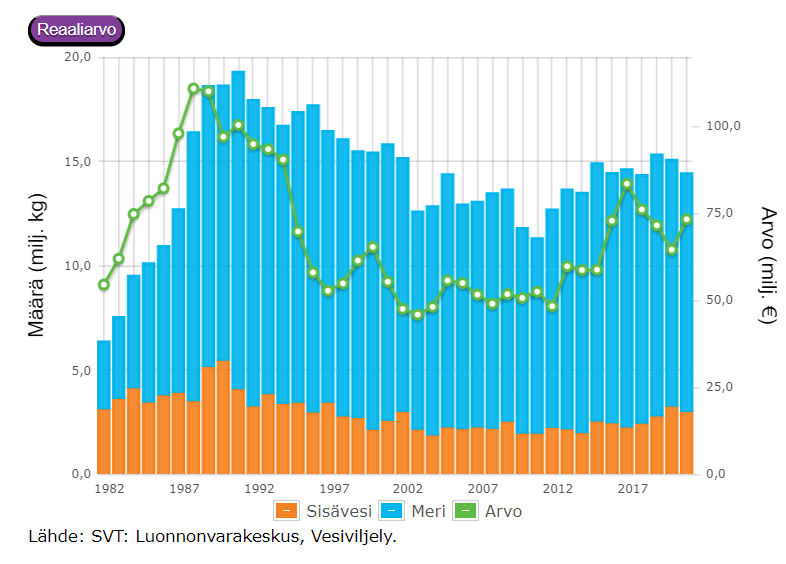 Reaaliarvo
20,0
15,0
10,0
5,0
0,0
Määrä (milj. kg)
100,0
75,0
50,0
25,0
0,0
Arvo (milj. €)
1982 1987 1992 1997 2002 2007 2012 2017
Sisävesi Meri Arvo
Lähde: SVT: Luonnonvarakeskus, Vesiviljely.